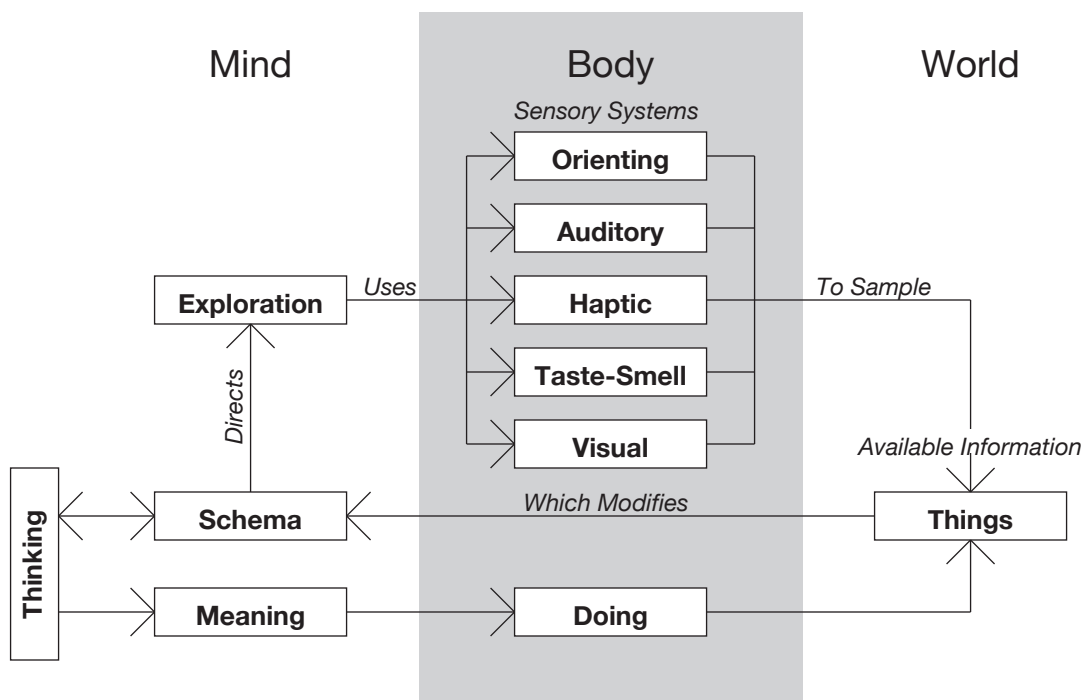 Mind
Body
World
Sensory Systems
Orienting
Auditory
Exploration
Uses
Haptic
To Sample
Taste-Smell
Directs
Visual
Available Information
Thinking
Schema
Which Modifies
Things
Meaning
Doing